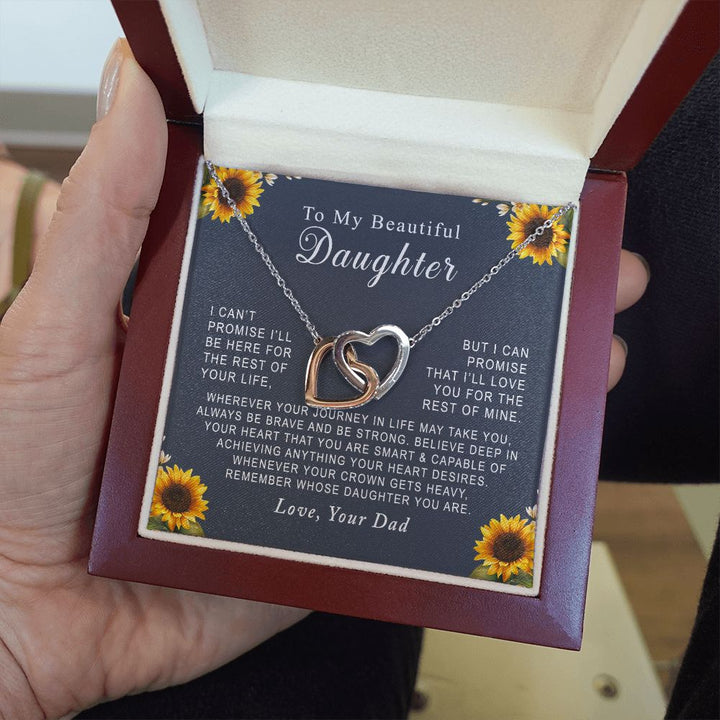 To My Beautiful
Daughter
I CAN'T
PROMISE I'LL
BE HERE FOR
THE REST OF
YOUR LIFE,
BUT I CAN
PROMISE
THAT I'LL LOVE
YOU FOR THE
REST OF MINE.
WHEREVER YOUR JOURNEY IN LIFE MAY TAKE YOU,
ALWAYS BE BRAVE AND BE STRONG. BELIEVE DEEP IN
YOUR HEART THAT YOU ARE SMART & CAPABLE OF
ACHIEVING ANYTHING YOUR HEART DESIRES.
WHENEVER YOUR CROWN GETS HEAVY,
REMEMBER WHOSE DAUGHTER YOU ARE.
Love, Your Dad